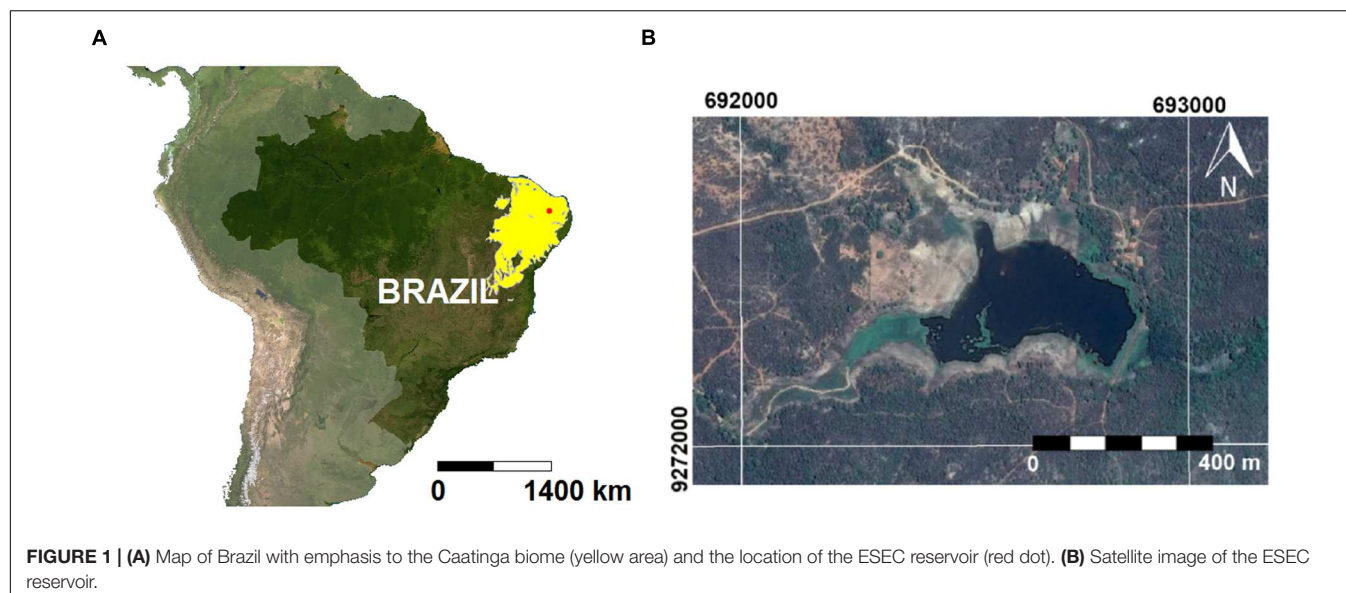 A
B
692000
693000
N
BRAZIL
9272000
0
400 m
0
1400 km
FIGURE 1 | (A) Map of Brazil with emphasis to the Caatinga biome (yellow area) and the location of the ESEC reservoir (red dot). (B) Satellite image of the ESEC
reservoir.